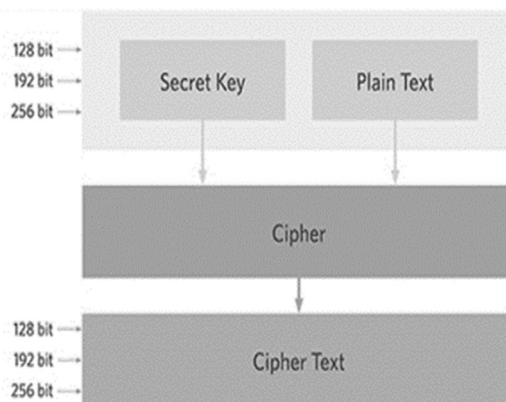 128 bit
192 bit
256 bit
Secret Key
Plain Text
Cipher
128 bit
192 bit
256 bit
Cipher Text